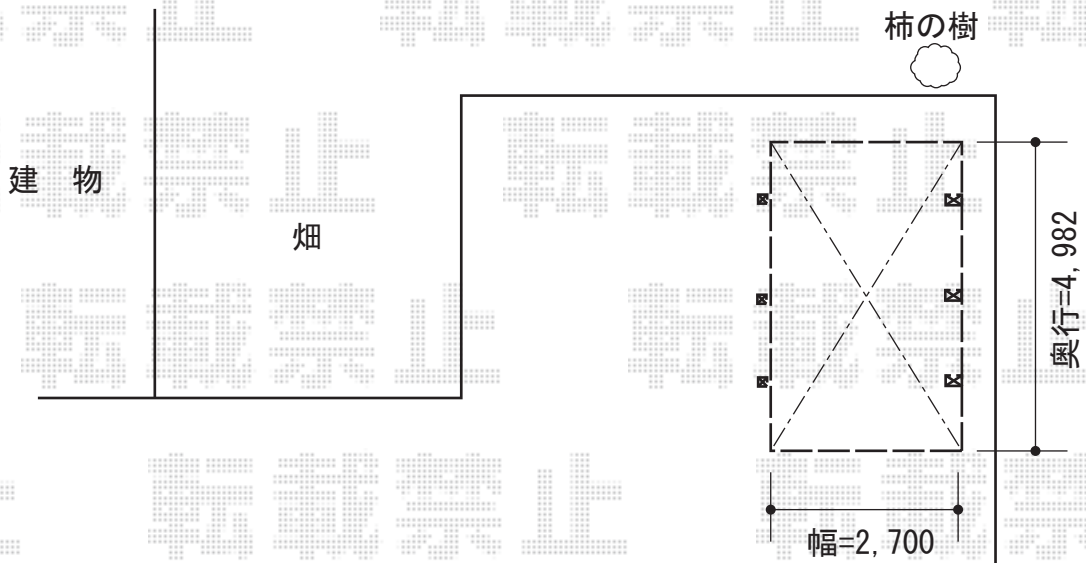 柿の樹
建 物
畑
奥行=4,982
幅=2,700
転載禁止